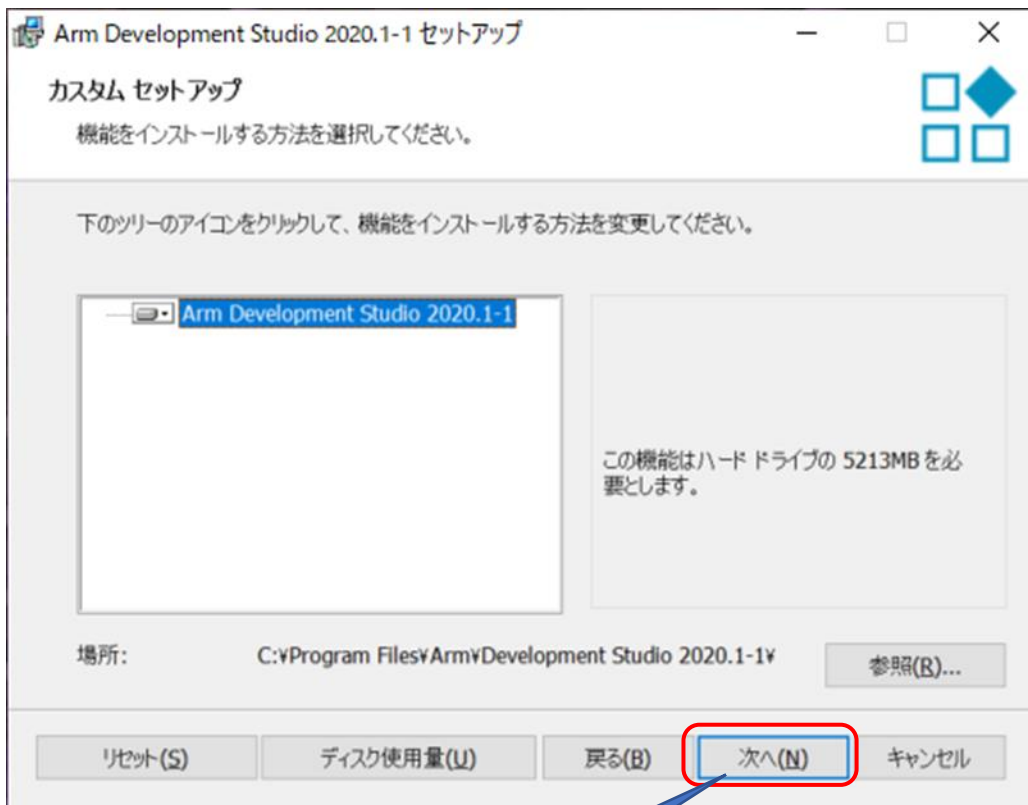 Arm Development Studio 2020.1-1 セットアップ
カスタム セットアップ
機能をインストールする方法を選択してください。
下のツリーのアイコンをクリックして、機能をインストールする方法を変更してください。
Arm Development Studio 2020.1-1
この機能はハード ドライブの 5213MB を必
要とします。
場所:
C:¥Program Files¥Arm¥Development Studio 2020.1-1¥
参照(R)...
リセット(S)
ディスク使用量(U)
戻る(B)
次へ(N)
キャンセル